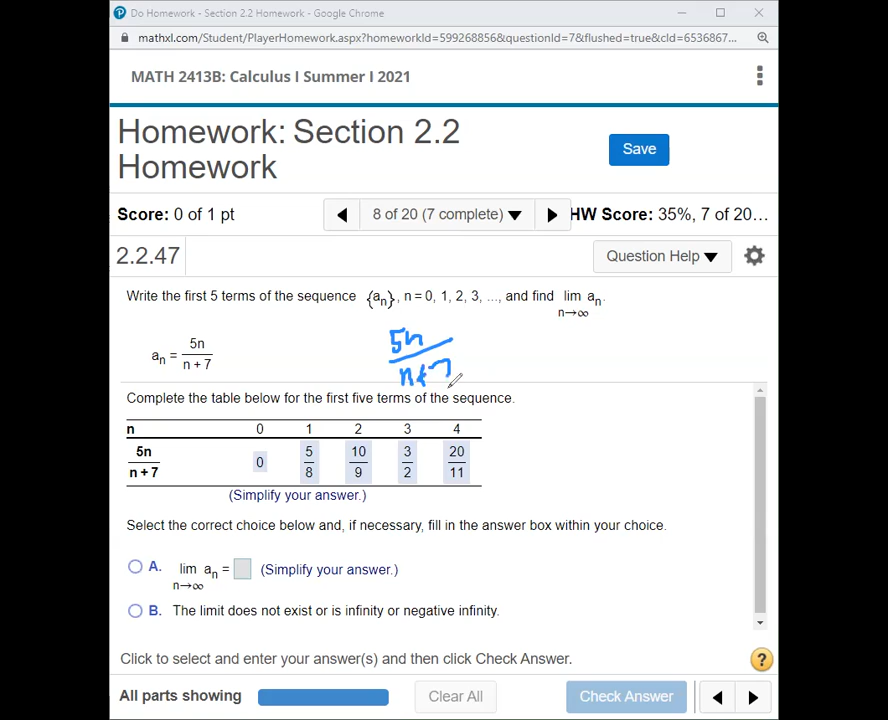 Do Homework - Section 2.2 Homework - Google Chrome
mathxl.com/Student/PlayerHomework.aspx?homeworkId=599268856&questionId=7&flushed=true&cId=6536867...
MATH 2413B: Calculus I Summer I 2021
Homework: Section 2.2
Homework
Save
Score: 0 of 1 pt
8 of 20 (7 complete)
HW Score: 35%, 7 of 20...
2.2.47
Question Help
Write the first 5 terms of the sequence {aₙ}, n = 0, 1, 2, 3, ..., and find lim aₙ.
n→∞
aₙ = 5n / n + 7
5n
n+7
Complete the table below for the first five terms of the sequence.
n 0 1 2 3 4
5n / n + 7 0 5/8 10/9 3/2 20/11
(Simplify your answer.)
Select the correct choice below and, if necessary, fill in the answer box within your choice.
A. lim aₙ = (Simplify your answer.)
n→∞
B. The limit does not exist or is infinity or negative infinity.
Click to select and enter your answer(s) and then click Check Answer.
?
All parts showing
Clear All
Check Answer